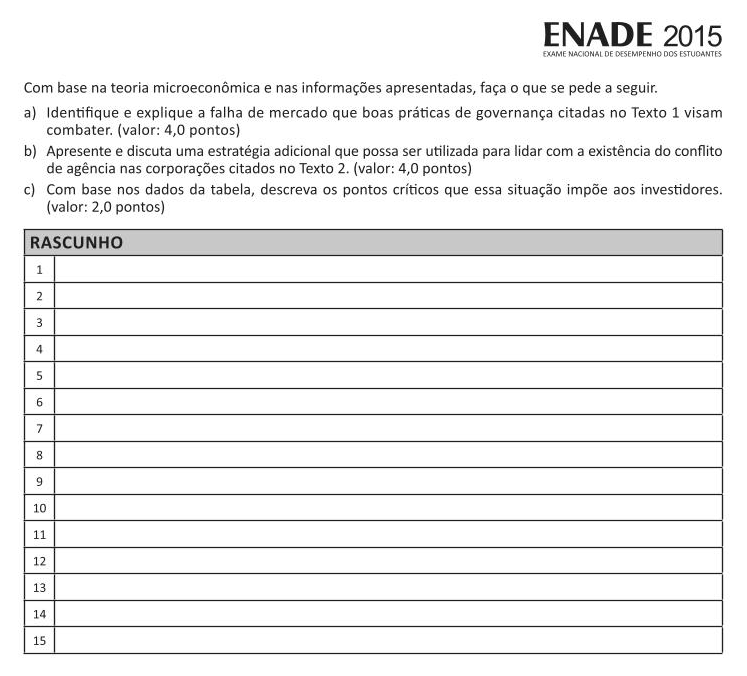 ENADE 2015
EXAME NACIONAL DE DESEMPENHO DOS ESTUDANTES
Com base na teoria microeconômica e nas informações apresentadas, faça o que se pede a seguir.
a) Identifique e explique a falha de mercado que boas práticas de governança citadas no Texto 1 visam
combater. (valor: 4,0 pontos)
b) Apresente e discuta uma estratégia adicional que possa ser utilizada para lidar com a existência do conflito
de agência nas corporações citados no Texto 2. (valor: 4,0 pontos)
c) Com base nos dados da tabela, descreva os pontos críticos que essa situação impõe aos investidores.
(valor: 2,0 pontos)
RASCUNHO
1
2
3
4
5
6
7
8
9
10
11
12
13
14
15